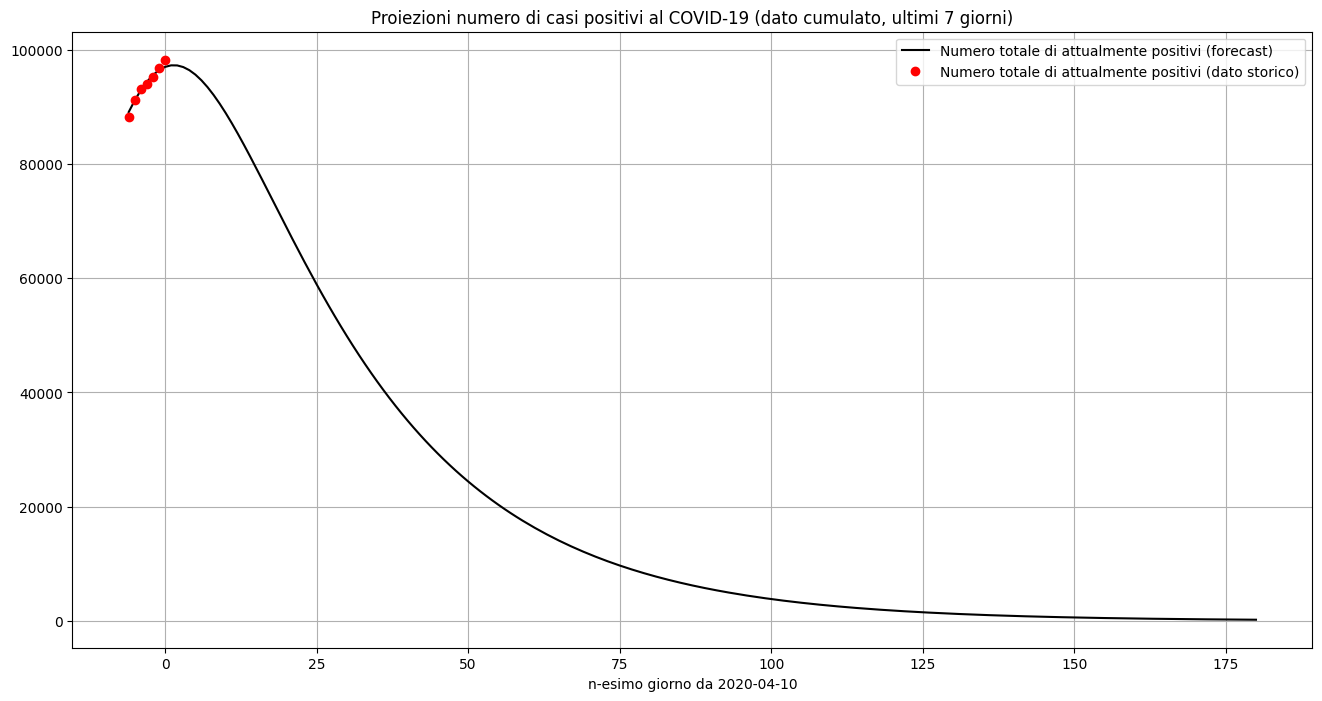 Proiezioni numero di casi positivi al COVID-19 (dato cumulato, ultimi 7 giorni)
Numero totale di attualmente positivi (forecast)
Numero totale di attualmente positivi (dato storico)
100000
80000
60000
40000
20000
0
0 25 50 75 100 125 150 175
n-esimo giorno da 2020-04-10